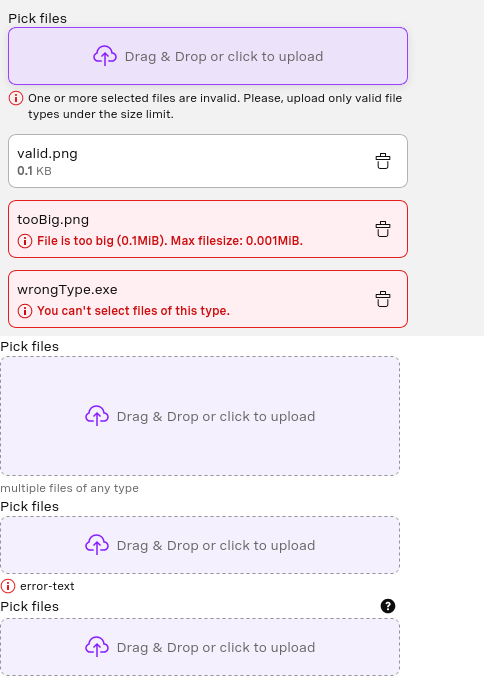 Pick files
Drag & Drop or click to upload
One or more selected files are invalid. Please, upload only valid file
types under the size limit.
valid.png
0.1 KB
tooBig.png
File is too big (0.1MiB). Max filesize: 0.001MiB.
wrongType.exe
You can't select files of this type.
Pick files
Drag & Drop or click to upload
multiple files of any type
Pick files
Drag & Drop or click to upload
error-text
Pick files
?
Drag & Drop or click to upload